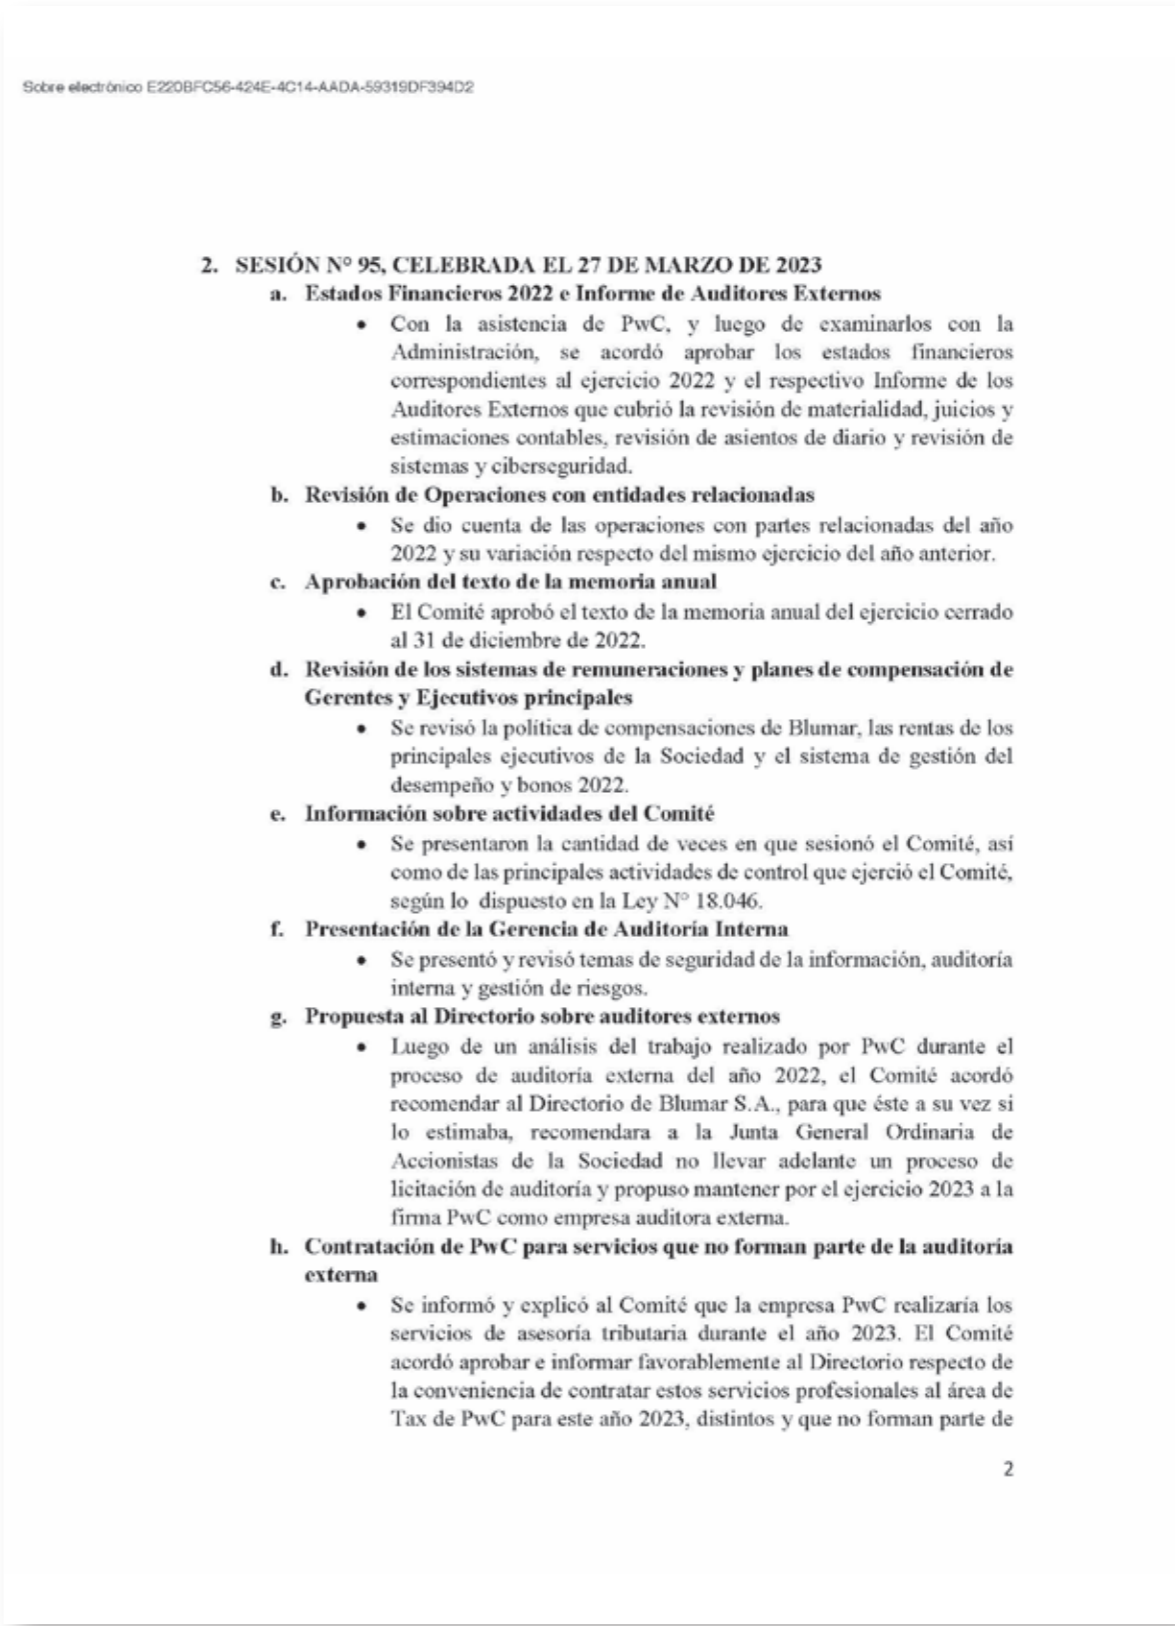 Sobre electrónico E220BFC56-424E-4C14-AADA-59319DF394D2
2. SESIÓN Nº 95, CELEBRADA EL 27 DE MARZO DE 2023
a. Estados Financieros 2022 e Informe de Auditores Externos
• Con la asistencia de PwC, y luego de examinarlos con la
Administración, se acordó aprobar los estados financieros
correspondientes al ejercicio 2022 y el respectivo Informe de los
Auditores Externos que cubrió la revisión de materialidad, juicios y
estimaciones contables, revisión de asientos de diario y revisión de
sistemas y ciberseguridad.
b. Revisión de Operaciones con entidades relacionadas
• Se dio cuenta de las operaciones con partes relacionadas del año
2022 y su variación respecto del mismo ejercicio del año anterior.
c. Aprobación del texto de la memoria anual
• El Comité aprobó el texto de la memoria anual del ejercicio cerrado
al 31 de diciembre de 2022.
d. Revisión de los sistemas de remuneraciones y planes de compensación de
Gerentes y Ejecutivos principales
• Se revisó la política de compensaciones de Blumar, las rentas de los
principales ejecutivos de la Sociedad y el sistema de gestión del
desempeño y bonos 2022.
e. Información sobre actividades del Comité
• Se presentaron la cantidad de veces en que sesionó el Comité, así
como de las principales actividades de control que ejerció el Comité,
según lo dispuesto en la Ley Nº 18.046.
f. Presentación de la Gerencia de Auditoría Interna
• Se presentó y revisó temas de seguridad de la información, auditoría
interna y gestión de riesgos.
g. Propuesta al Directorio sobre auditores externos
• Luego de un análisis del trabajo realizado por PwC durante el
proceso de auditoría externa del año 2022, el Comité acordó
recomendar al Directorio de Blumar S.A., para que éste a su vez si
lo estimaba, recomendara a la Junta General Ordinaria de
Accionistas de la Sociedad no llevar adelante un proceso de
licitación de auditoría y propuso mantener por el ejercicio 2023 a la
firma PwC como empresa auditora externa.
h. Contratación de PwC para servicios que no forman parte de la auditoría
externa
• Se informó y explicó al Comité que la empresa PwC realizaría los
servicios de asesoría tributaria durante el año 2023. El Comité
acordó aprobar e informar favorablemente al Directorio respecto de
la conveniencia de contratar estos servicios profesionales al área de
Tax de PwC para este año 2023, distintos y que no forman parte de
2